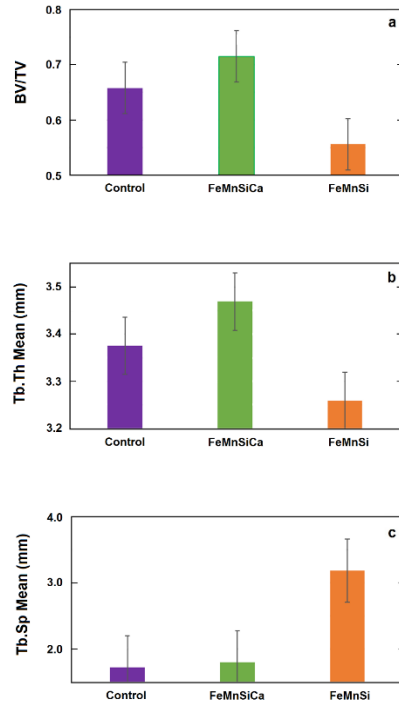 a
BV/TV
0.8
0.7
0.6
0.5
Control FeMnSiCa FeMnSi
b
Tb.Th Mean (mm)
3.5
3.4
3.3
3.2
Control FeMnSiCa FeMnSi
c
Tb.Sp Mean (mm)
4.0
3.0
2.0
Control FeMnSiCa FeMnSi